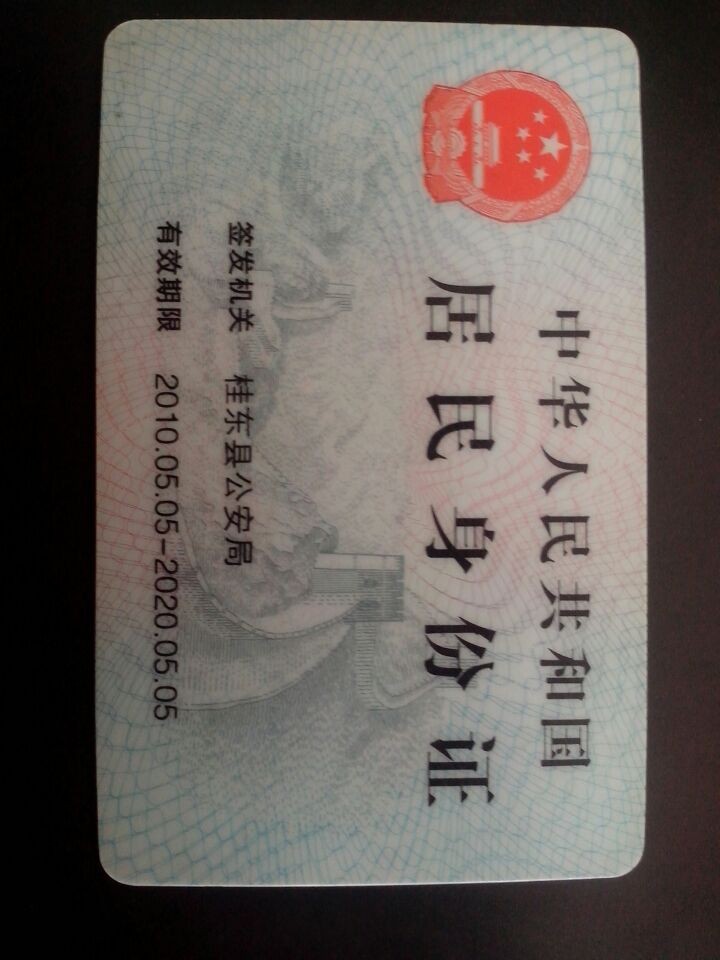 中华人民共和国
居民身份证
签发机关 桂东县公安局
有效期限 2010.05.05-2020.05.05